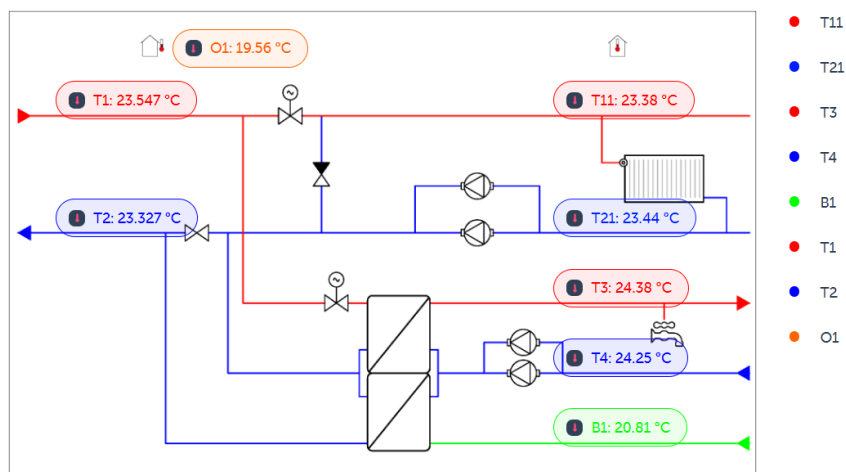 O1: 19.56 °C
T1: 23.547 °C
T11: 23.38 °C
T2: 23.327 °C
T21: 23.44 °C
T3: 24.38 °C
T4: 24.25 °C
B1: 20.81 °C
T11
T21
T3
T4
B1
T1
T2
O1